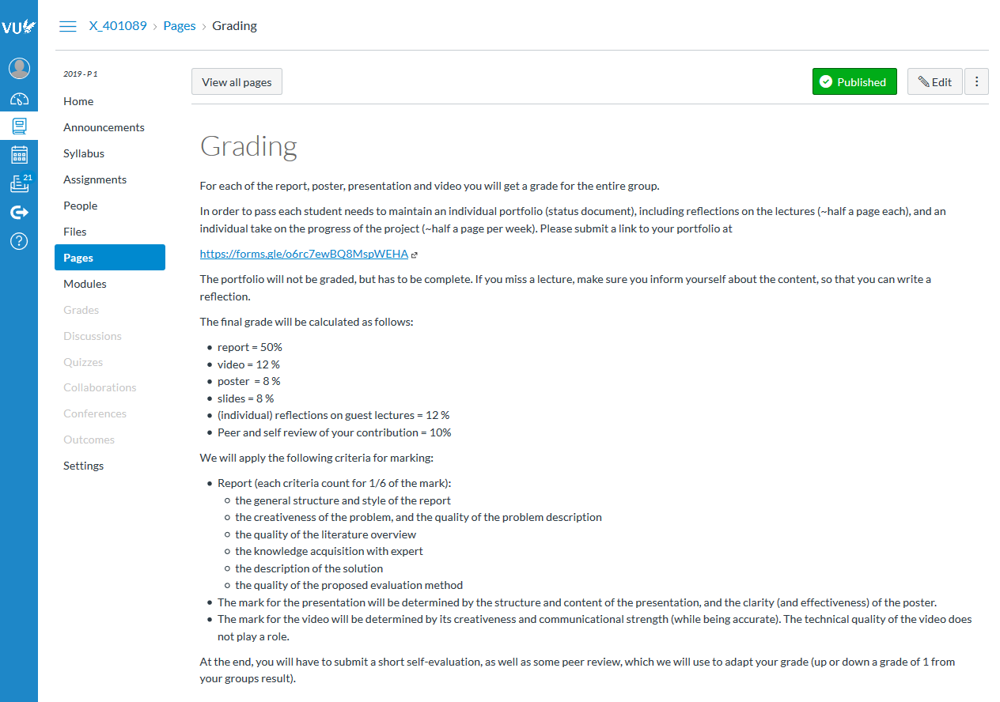 VU
X_401089 › Pages › Grading
2019 - P 1
Home
Announcements
Syllabus
Assignments
21
People
Files
Pages
Modules
Grades
Discussions
Quizzes
Collaborations
Conferences
Outcomes
Settings
View all pages
Published
Edit
Grading
For each of the report, poster, presentation and video you will get a grade for the entire group.
In order to pass each student needs to maintain an individual portfolio (status document), including reflections on the lectures (~half a page each), and an
individual take on the progress of the project (~half a page per week). Please submit a link to your portfolio at
https://forms.gle/o6rc7ewBQ8MspWEHA
The portfolio will not be graded, but has to be complete. If you miss a lecture, make sure you inform yourself about the content, so that you can write a
reflection.
The final grade will be calculated as follows:
• report = 50%
• video = 12 %
• poster = 8 %
• slides = 8 %
• (individual) reflections on guest lectures = 12 %
• Peer and self review of your contribution = 10%
We will apply the following criteria for marking:
• Report (each criteria count for 1/6 of the mark):
◦ the general structure and style of the report
◦ the creativeness of the problem, and the quality of the problem description
◦ the quality of the literature overview
◦ the knowledge acquisition with expert
◦ the description of the solution
◦ the quality of the proposed evaluation method
• The mark for the presentation will be determined by the structure and content of the presentation, and the clarity (and effectiveness) of the poster.
• The mark for the video will be determined by its creativeness and communicational strength (while being accurate). The technical quality of the video does
not play a role.
At the end, you will have to submit a short self-evaluation, as well as some peer review, which we will use to adapt your grade (up or down a grade of 1 from
your groups result).